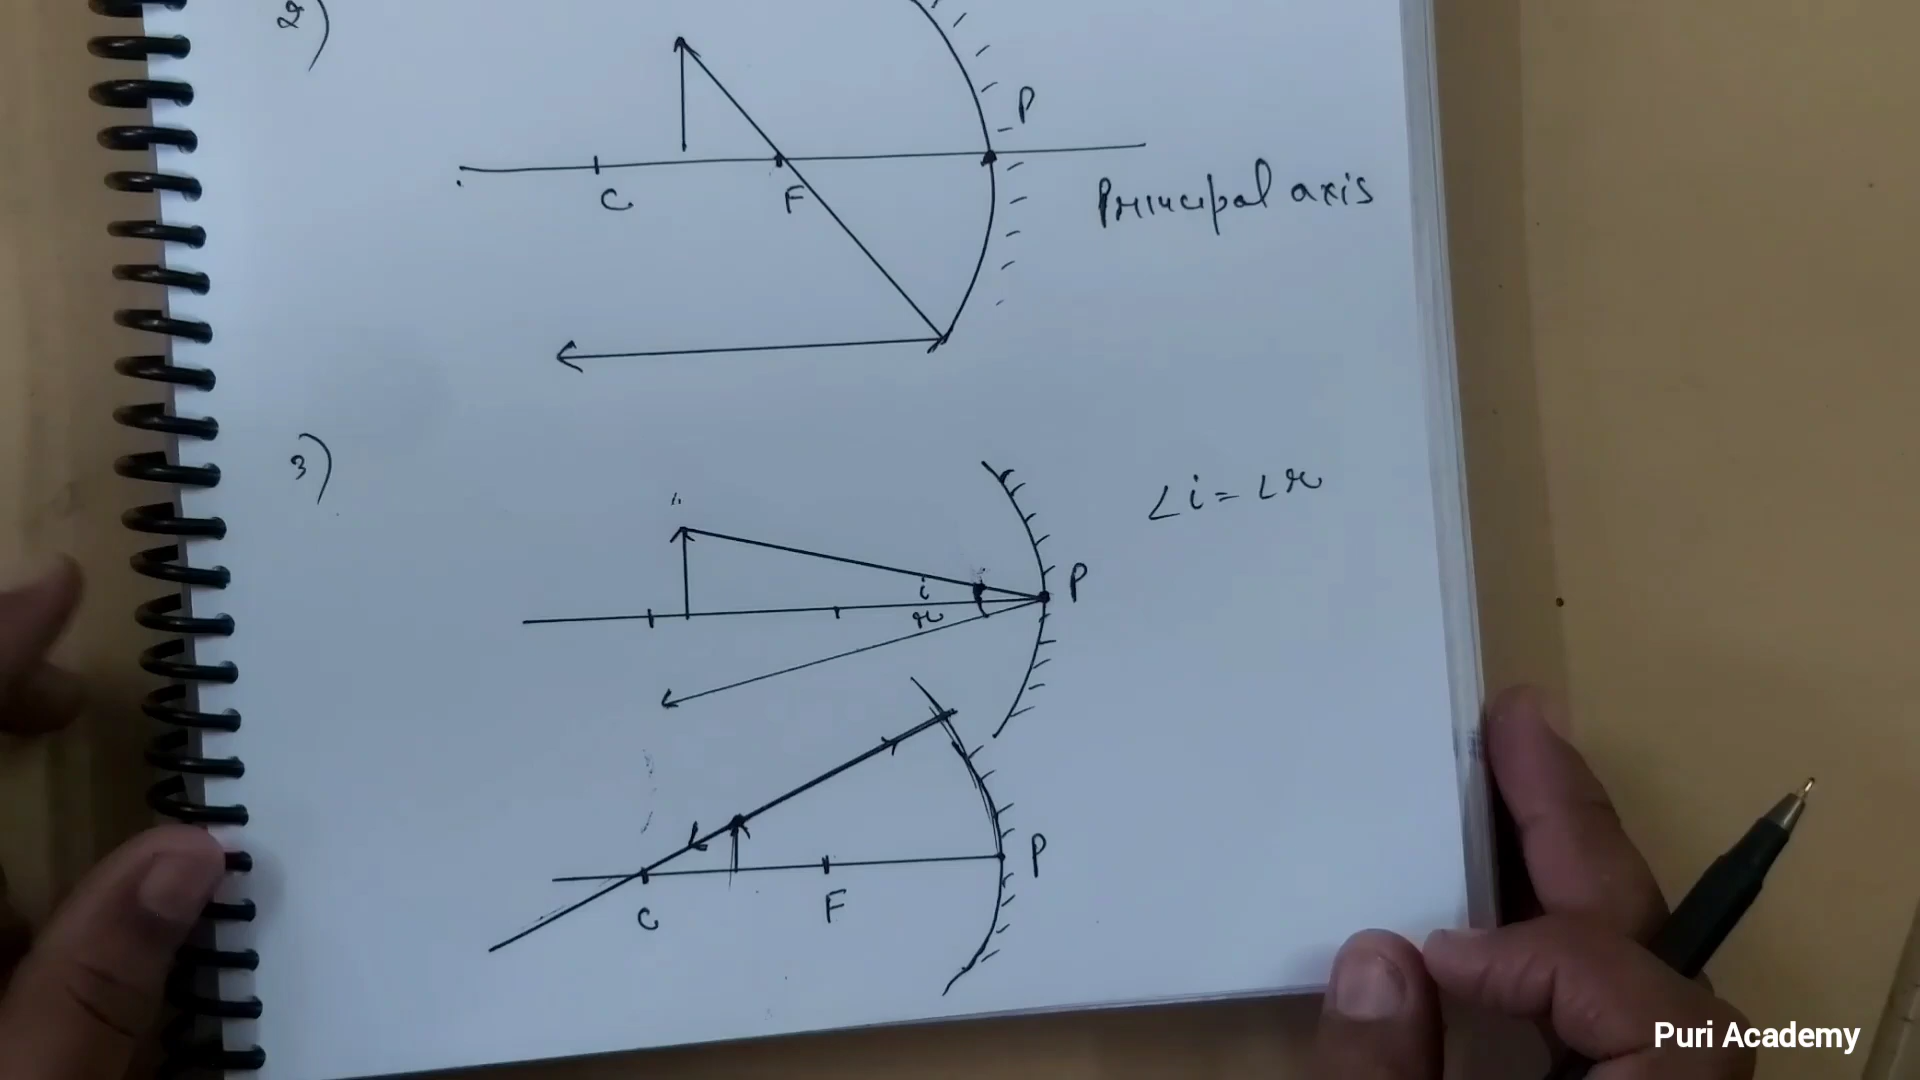 2)
P
C F
Principal axis
3)
∠i = ∠r
i
r
P
P
C F
Puri Academy